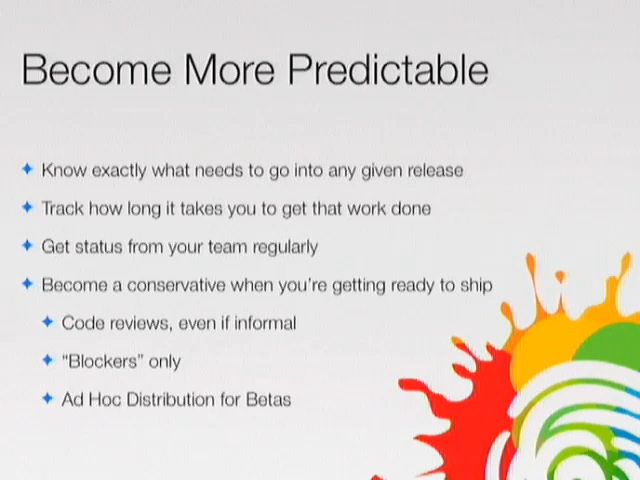 Become More Predictable
Know exactly what needs to go into any given release
Track how long it takes you to get that work done
Get status from your team regularly
Become a conservative when you're getting ready to ship
Code reviews, even if informal
“Blockers” only
Ad Hoc Distribution for Betas